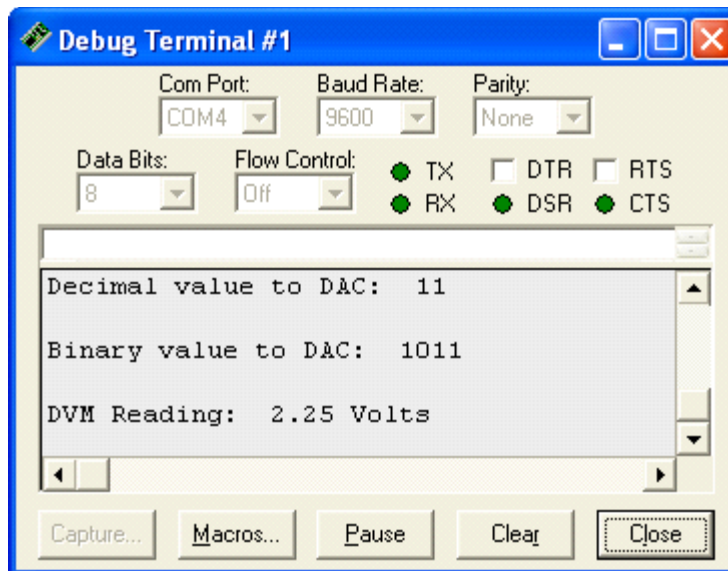 Debug Terminal #1
Com Port: Baud Rate: Parity:
COM4 9600 None
Data Bits: Flow Control: TX DTR RTS
8 Off RX DSR CTS
Decimal value to DAC:  11
Binary value to DAC:  1011
DVM Reading:  2.25 Volts
Capture... Macros... Pause Clear Close